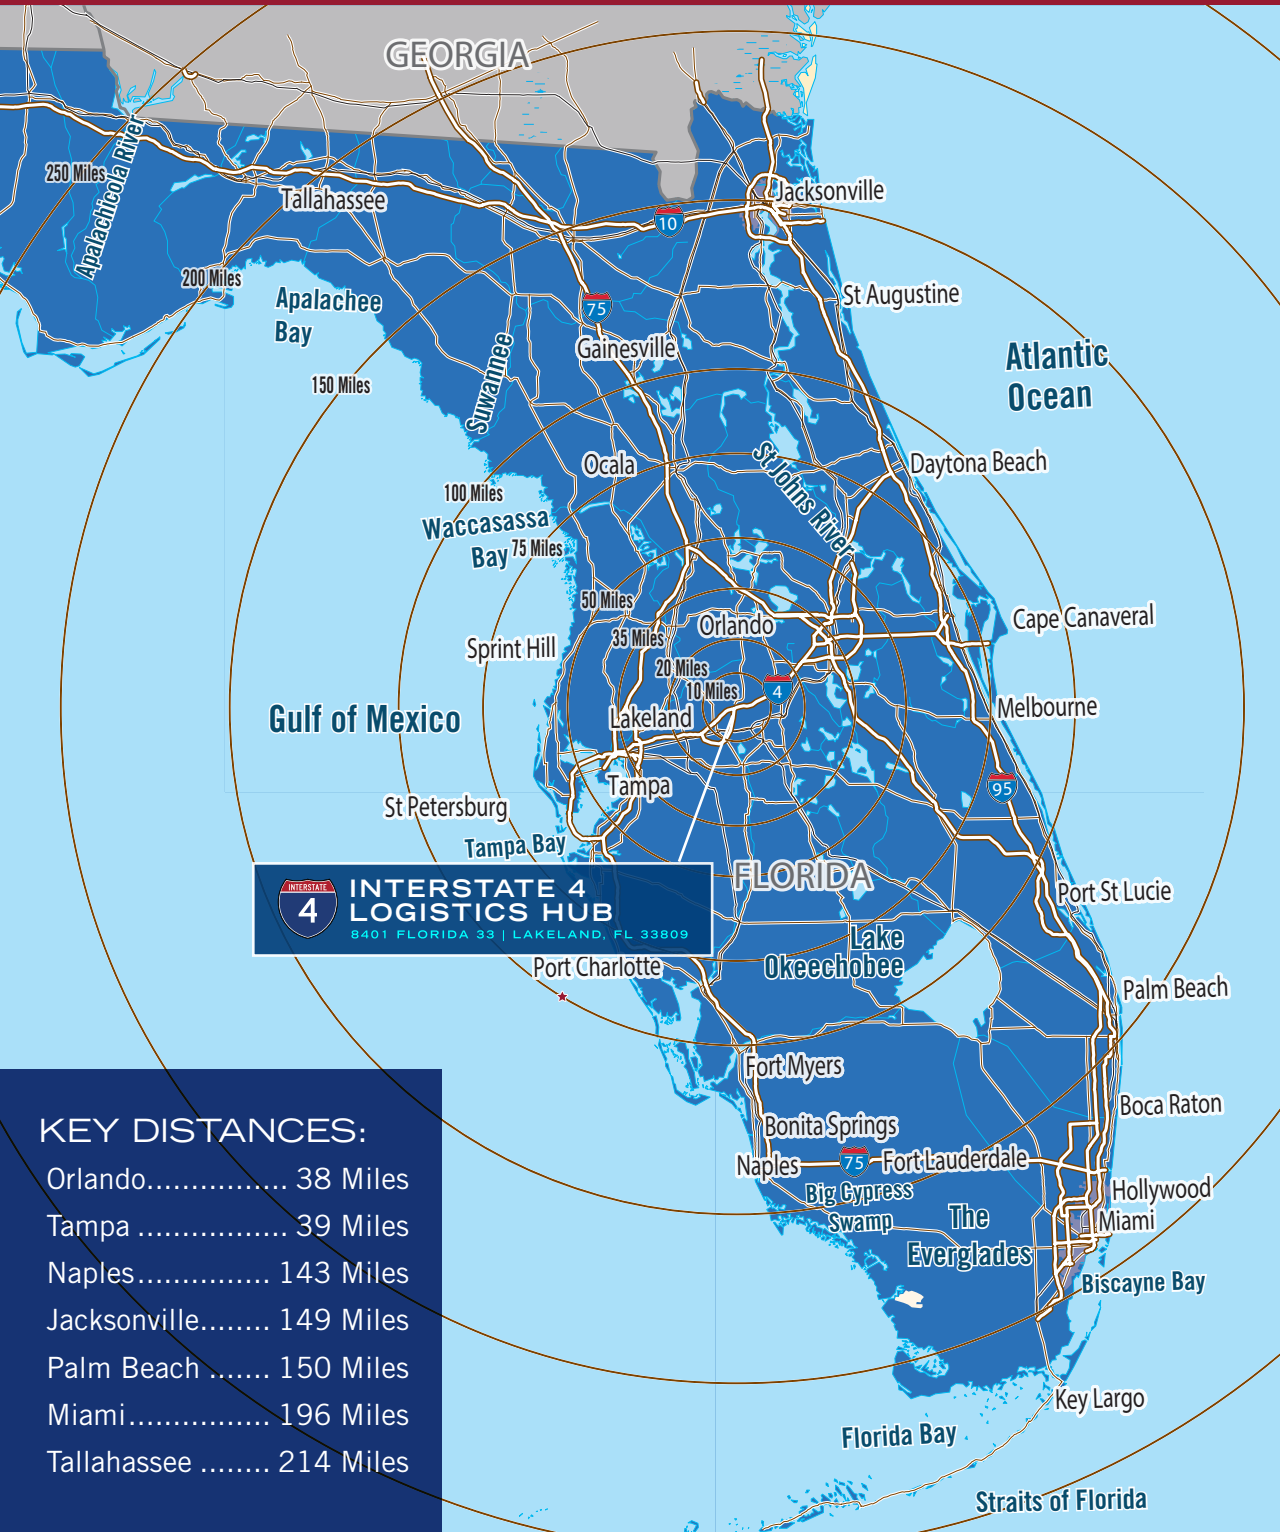 GEORGIA
250 Miles
Apalachicola River
Tallahassee
Jacksonville
10
200 Miles
Apalachee
Bay
75
St Augustine
Gainesville
Atlantic
Ocean
150 Miles
Suwannee
Ocala
St Johns River
Daytona Beach
100 Miles
Waccasassa
Bay
75 Miles
50 Miles
Orlando
Cape Canaveral
35 Miles
Sprint Hill
20 Miles
10 Miles
4
Gulf of Mexico
Lakeland
Melbourne
Tampa
95
St Petersburg
Tampa Bay
FLORIDA
INTERSTATE
4
INTERSTATE 4
LOGISTICS HUB
8401 FLORIDA 33 | LAKELAND, FL 33809
Port St Lucie
Lake
Okeechobee
Port Charlotte
Palm Beach
Fort Myers
Boca Raton
Bonita Springs
Naples
75
Fort Lauderdale
Big Cypress
Swamp
Hollywood
The
Everglades
Miami
Biscayne Bay
Key Largo
Florida Bay
Straits of Florida
KEY DISTANCES:
Orlando................ 38 Miles
Tampa ................. 39 Miles
Naples............... 143 Miles
Jacksonville........ 149 Miles
Palm Beach ....... 150 Miles
Miami................ 196 Miles
Tallahassee ........ 214 Miles